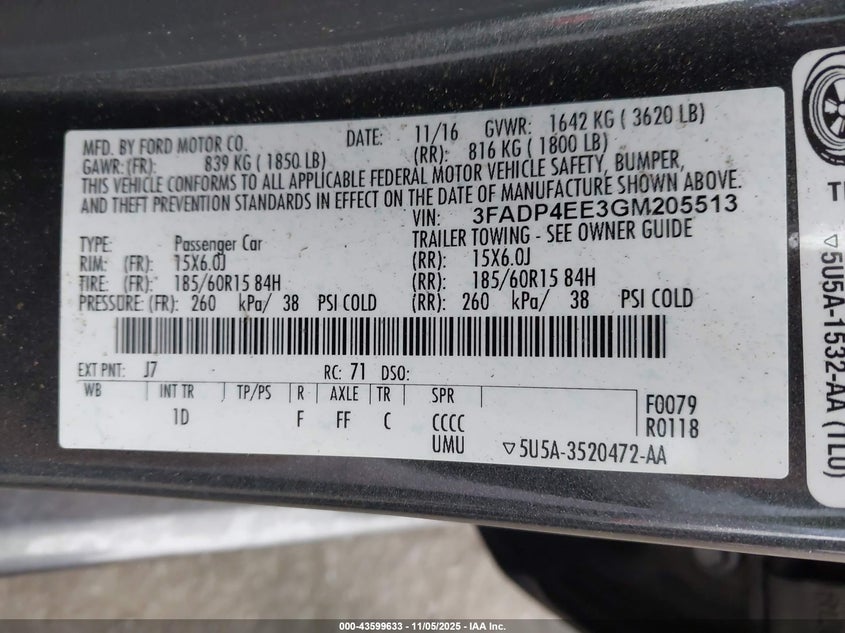 MFD. BY FORD MOTOR CO. DATE: 11/16 GVWR: 1642 KG ( 3620 LB)
GAWR: (FR): 839 KG ( 1850 LB) (RR): 816 KG ( 1800 LB)
THIS VEHICLE CONFORMS TO ALL APPLICABLE FEDERAL MOTOR VEHICLE SAFETY, BUMPER,
AND THEFT PREVENTION STANDARDS IN EFFECT ON THE DATE OF MANUFACTURE SHOWN ABOVE.
VIN: 3FADP4EE3GM205513
TYPE: Passenger Car TRAILER TOWING - SEE OWNER GUIDE
RIM: (FR): 15X6.0J (RR): 15X6.0J
TIRE: (FR): 185/60R15 84H (RR): 185/60R15 84H
PRESSURE: (FR): 260 kPa/ 38 PSI COLD (RR): 260 kPa/ 38 PSI COLD
EXT PNT: J7 RC: 71 DSO:
WB INT TR TP/PS R AXLE TR SPR
1D F FF C CCCC
UMU
F0079
R0118
▽5U5A-3520472-AA
▽5U5A-1532-AA (TL0)
000-43599633 - 11/05/2025 - IAA Inc.